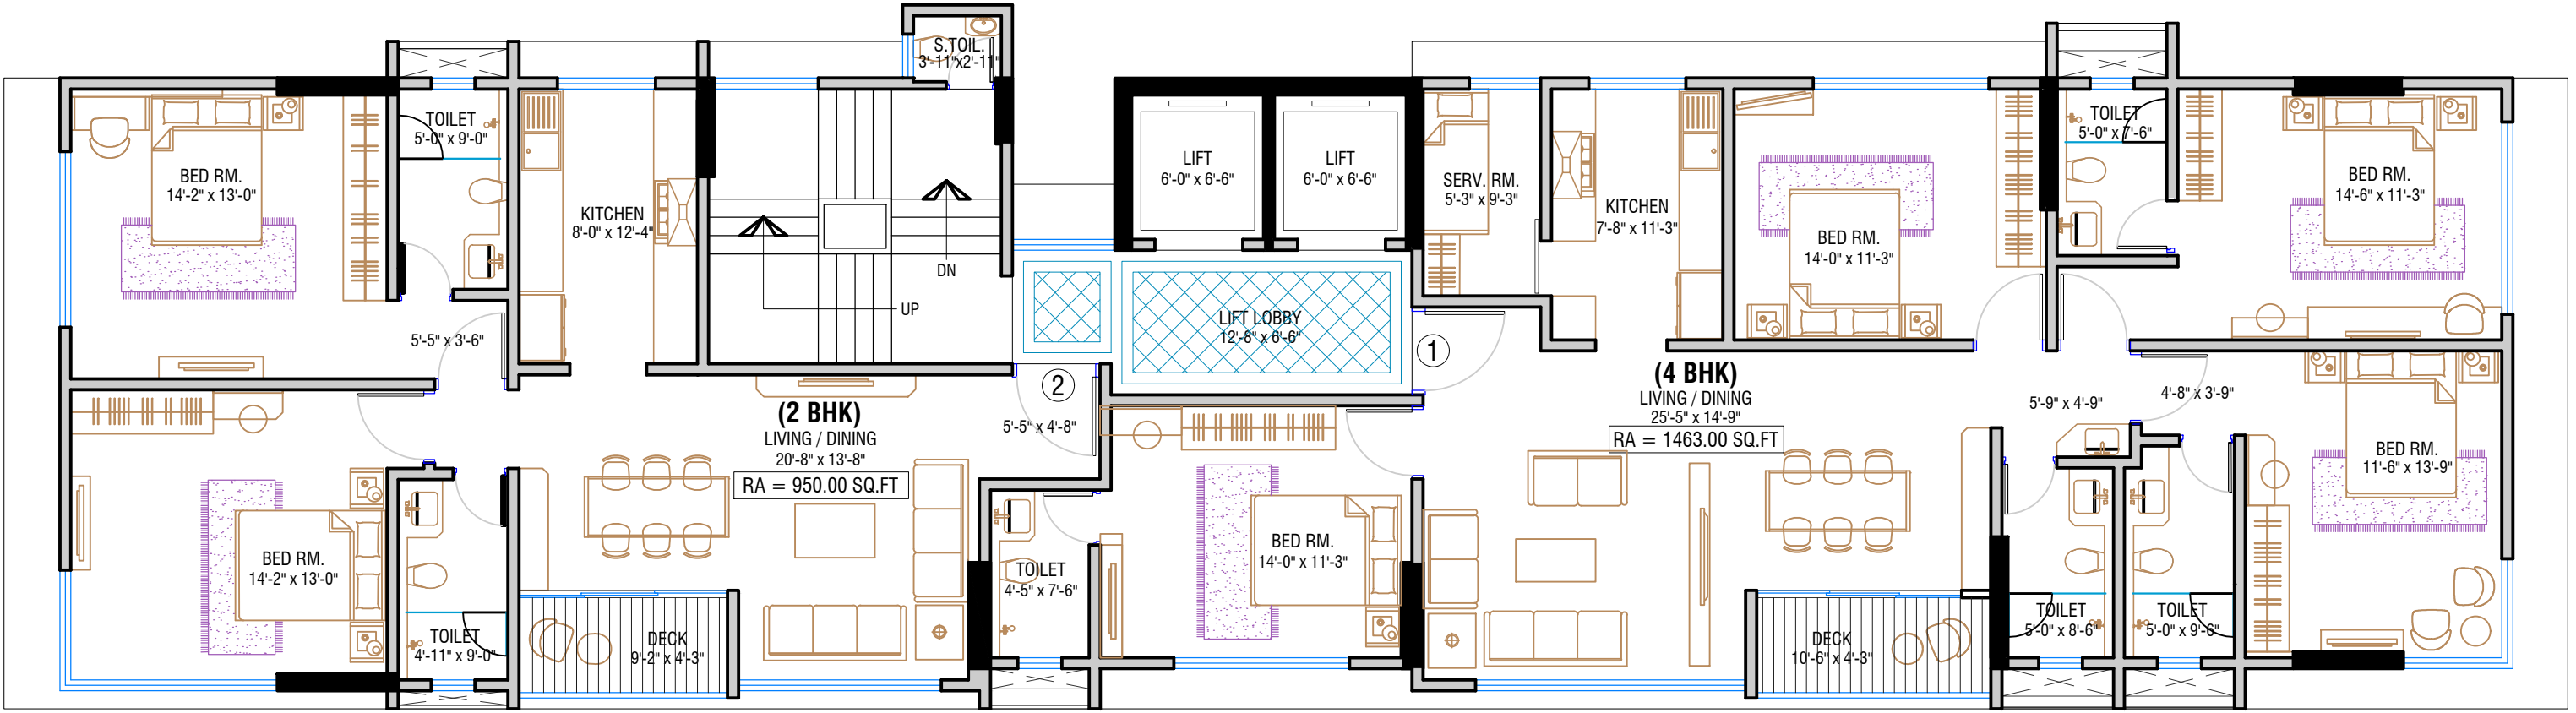 S.TOIL.
3'-11"x2'-11"
BED RM.
14'-2" x 13'-0"
TOILET
5'-0" x 9'-0"
KITCHEN
8'-0" x 12'-4"
5'-5" x 3'-6"
DN
UP
LIFT
6'-0" x 6'-6"
LIFT
6'-0" x 6'-6"
LIFT LOBBY
12'-8" x 6'-6"
SERV. RM.
5'-3" x 9'-3"
KITCHEN
7'-8" x 11'-3"
BED RM.
14'-0" x 11'-3"
TOILET
5'-0" x 7'-6"
BED RM.
14'-6" x 11'-3"
1
2
(2 BHK)
LIVING / DINING
20'-8" x 13'-8"
RA = 950.00 SQ.FT
5'-5" x 4'-8"
(4 BHK)
LIVING / DINING
25'-5" x 14'-9"
RA = 1463.00 SQ.FT
5'-9" x 4'-9"
4'-8" x 3'-9"
BED RM.
11'-6" x 13'-9"
BED RM.
14'-2" x 13'-0"
TOILET
4'-11" x 9'-0"
DECK
9'-2" x 4'-3"
TOILET
4'-5" x 7'-6"
BED RM.
14'-0" x 11'-3"
DECK
10'-6" x 4'-3"
TOILET
5'-0" x 8'-6"
TOILET
5'-0" x 9'-6"